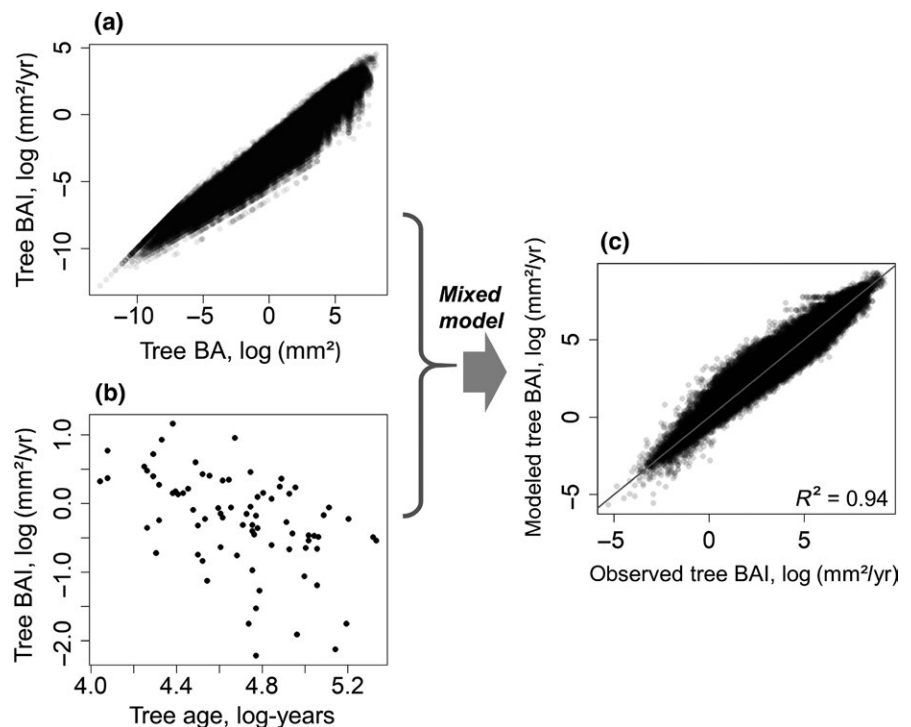 (a)
Tree BAI, log (mm²/yr)
5
0
−5
−10
−10 −5 0 5
Tree BA, log (mm²)
(b)
Tree BAI, log (mm²/yr)
1.0
0.0
−1.0
−2.0
4.0 4.4 4.8 5.2
Tree age, log-years
Mixed
model
(c)
Modeled tree BAI, log (mm²/yr)
5
0
−5
R² = 0.94
−5 0 5
Observed tree BAI, log (mm²/yr)